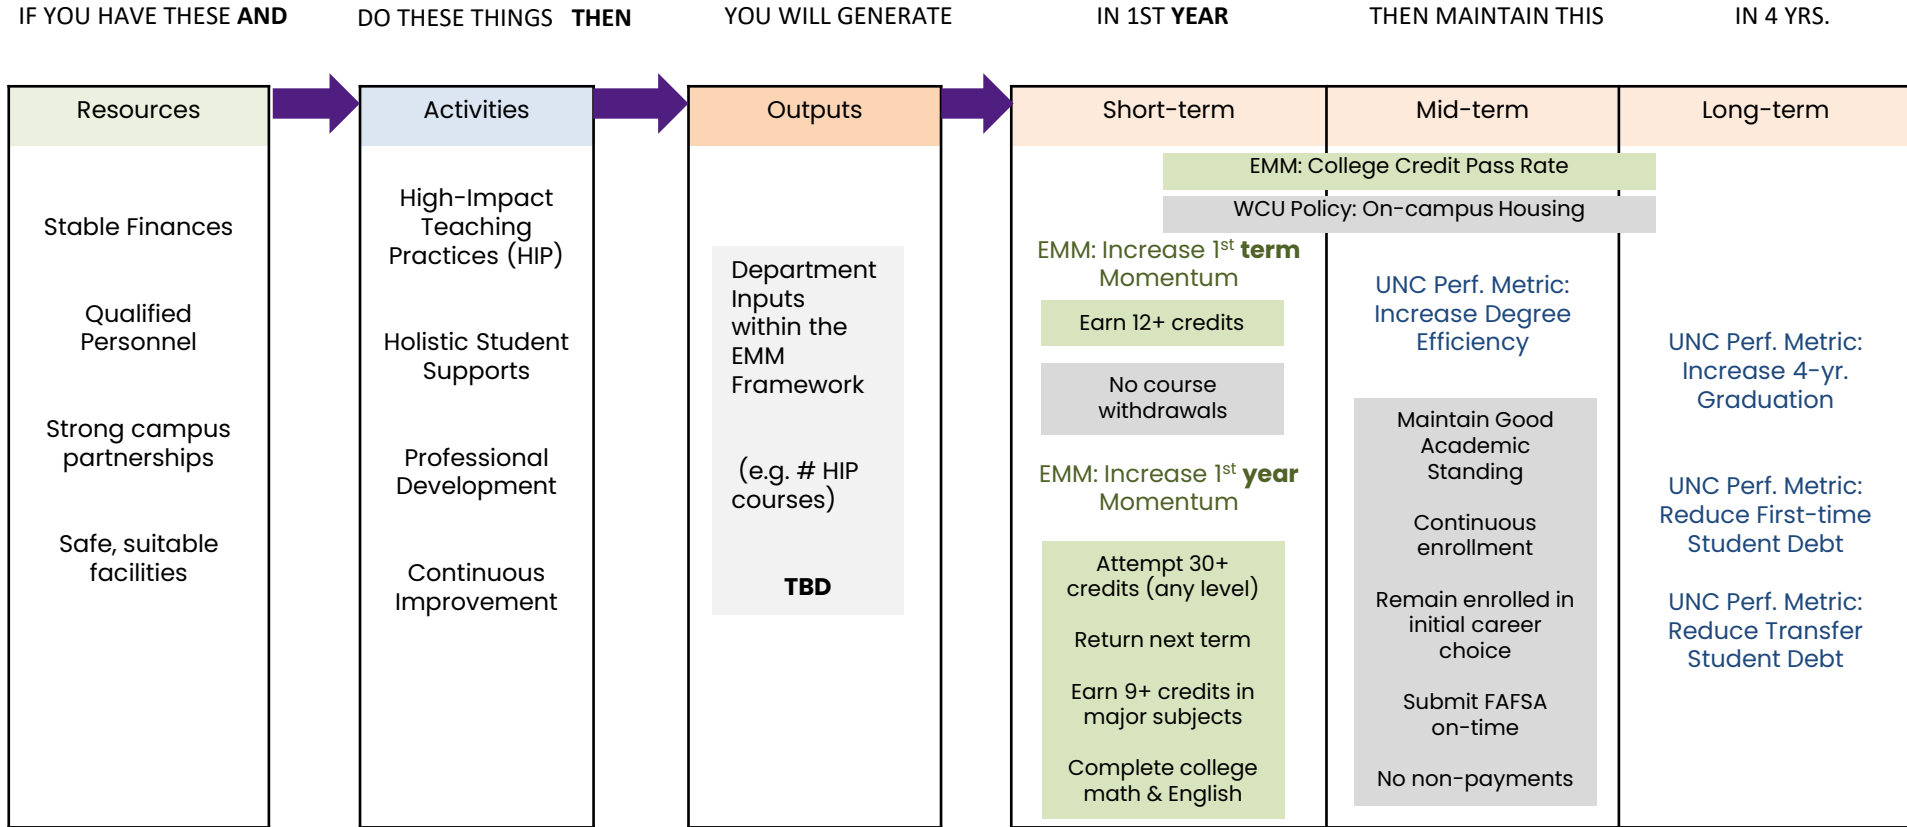 IF YOU HAVE THESE AND
DO THESE THINGS THEN
YOU WILL GENERATE
IN 1ST YEAR
THEN MAINTAIN THIS
IN 4 YRS.
Resources
Stable Finances
Qualified
Personnel
Strong campus
partnerships
Safe, suitable
facilities
Activities
High-Impact
Teaching
Practices (HIP)
Holistic Student
Supports
Professional
Development
Continuous
Improvement
Outputs
Department
Inputs
within the
EMM
Framework
(e.g. # HIP
courses)
TBD
Short-term
Mid-term
Long-term
EMM: College Credit Pass Rate
WCU Policy: On-campus Housing
EMM: Increase 1st term
Momentum
Earn 12+ credits
No course
withdrawals
EMM: Increase 1st year
Momentum
Attempt 30+
credits (any level)
Return next term
Earn 9+ credits in
major subjects
Complete college
math & English
UNC Perf. Metric:
Increase Degree
Efficiency
Maintain Good
Academic
Standing
Continuous
enrollment
Remain enrolled in
initial career
choice
Submit FAFSA
on-time
No non-payments
UNC Perf. Metric:
Increase 4-yr.
Graduation
UNC Perf. Metric:
Reduce First-time
Student Debt
UNC Perf. Metric:
Reduce Transfer
Student Debt